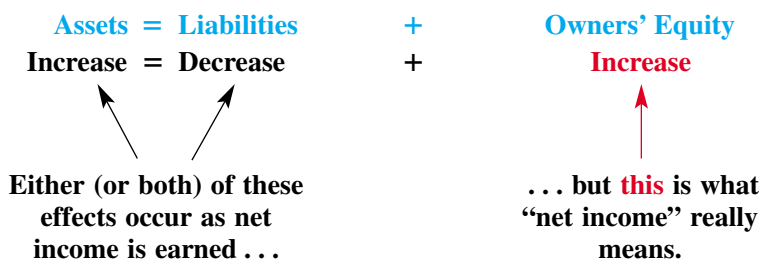 Assets = Liabilities + Owners’ Equity
Increase = Decrease + Increase
Either (or both) of these
effects occur as net
income is earned . . .
. . . but this is what
“net income” really
means.